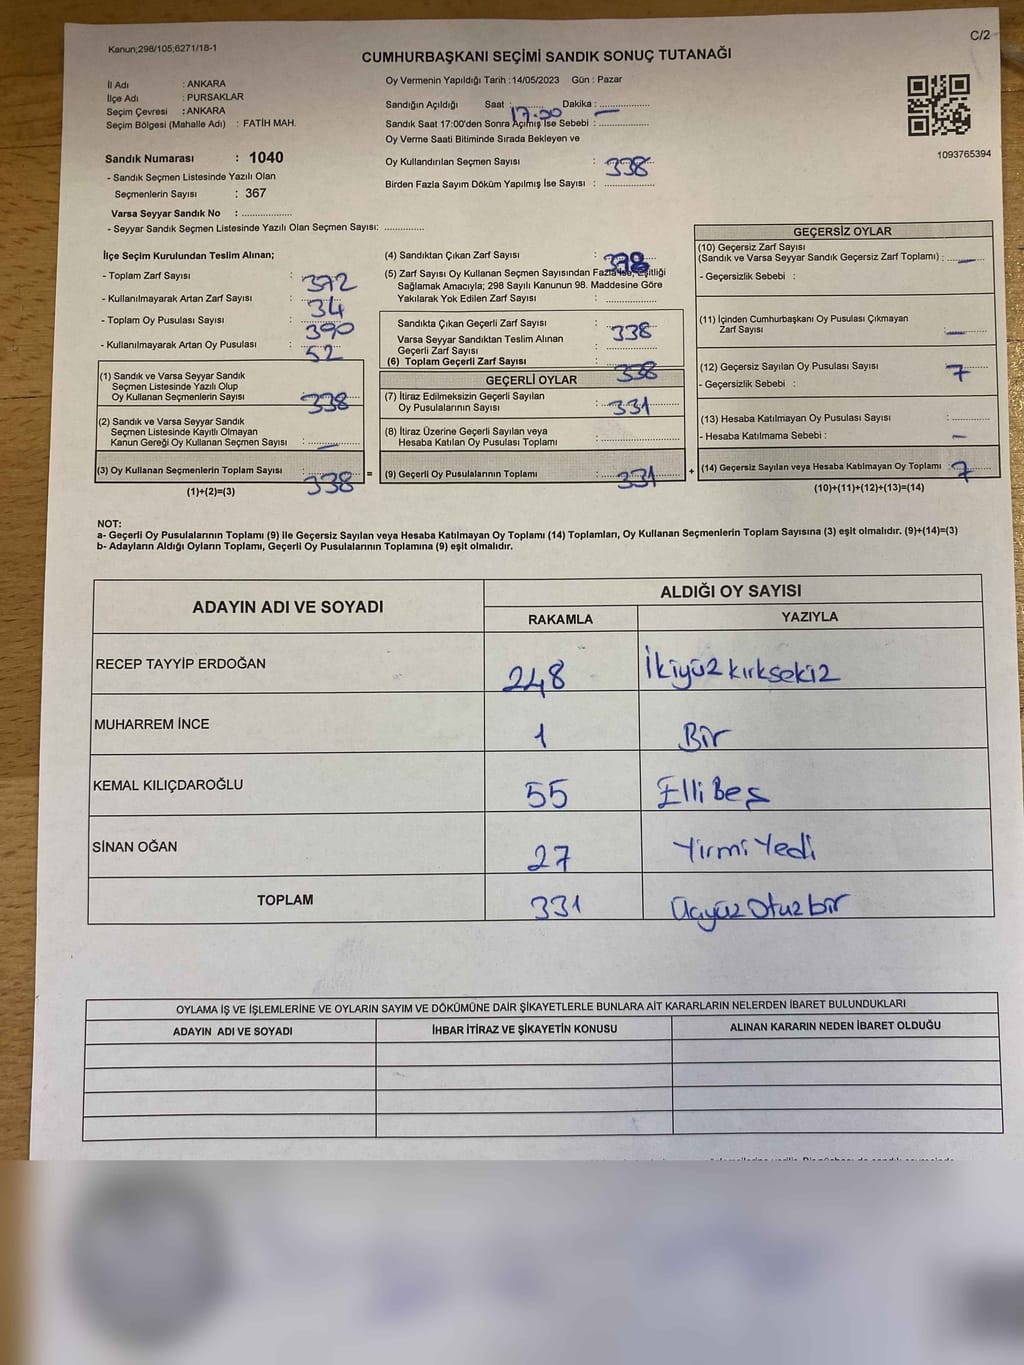 Kanun;298/105;6271/18-1
C/2
CUMHURBAŞKANI SEÇİMİ SANDIK SONUÇ TUTANAĞI
İl Adı : ANKARA
İlçe Adı : PURSAKLAR
Seçim Çevresi : ANKARA
Seçim Bölgesi (Mahalle Adı) : FATİH MAH.
Sandık Numarası : 1040
- Sandık Seçmen Listesinde Yazılı Olan
Seçmenlerin Sayısı : 367
Varsa Seyyar Sandık No : ..................
- Seyyar Sandık Seçmen Listesinde Yazılı Olan Seçmen Sayısı: ..............
Oy Vermenin Yapıldığı Tarih :14/05/2023 Gün : Pazar
Sandığın Açıldığı Saat : 17:00 Dakika : —
Sandık Saat 17:00'den Sonra Açılmış İse Sebebi : ..................
Oy Verme Saati Bitiminde Sırada Bekleyen ve
Oy Kullandırılan Seçmen Sayısı : 338
Birden Fazla Sayım Döküm Yapılmış İse Sayısı : ..................
1093765394
İlçe Seçim Kurulundan Teslim Alınan;
- Toplam Zarf Sayısı : 372
- Kullanılmayarak Artan Zarf Sayısı : 34
- Toplam Oy Pusulası Sayısı : 390
- Kullanılmayarak Artan Oy Pusulası : 52
(1) Sandık ve Varsa Seyyar Sandık
Seçmen Listesinde Yazılı Olup
Oy Kullanan Seçmenlerin Sayısı : 338
(2) Sandık ve Varsa Seyyar Sandık
Seçmen Listesinde Kayıtlı Olmayan
Kanun Gereği Oy Kullanan Seçmen Sayısı : —
(3) Oy Kullanan Seçmenlerin Toplam Sayısı : 338
(1)+(2)=(3)
(4) Sandıktan Çıkan Zarf Sayısı : 338
(5) Zarf Sayısı Oy Kullanan Seçmen Sayısından Fazla İse, Eşitliği
Sağlamak Amacıyla; 298 Sayılı Kanunun 98. Maddesine Göre
Yakılarak Yok Edilen Zarf Sayısı : ..................
Sandıkta Çıkan Geçerli Zarf Sayısı : 338
Varsa Seyyar Sandıktan Teslim Alınan
Geçerli Zarf Sayısı : ..................
(6) Toplam Geçerli Zarf Sayısı : 338
GEÇERLİ OYLAR
(7) İtiraz Edilmeksizin Geçerli Sayılan
Oy Pusulalarının Sayısı : 331
(8) İtiraz Üzerine Geçerli Sayılan veya
Hesaba Katılan Oy Pusulası Toplamı : ..................
= (9) Geçerli Oy Pusulalarının Toplamı : 331 +
GEÇERSİZ OYLAR
(10) Geçersiz Zarf Sayısı
(Sandık ve Varsa Seyyar Sandık Geçersiz Zarf Toplamı) : —
- Geçersizlik Sebebi :
(11) İçinden Cumhurbaşkanı Oy Pusulası Çıkmayan
Zarf Sayısı : —
(12) Geçersiz Sayılan Oy Pusulası Sayısı : 7
- Geçersizlik Sebebi :
(13) Hesaba Katılmayan Oy Pusulası Sayısı : ..................
- Hesaba Katılmama Sebebi : —
(14) Geçersiz Sayılan veya Hesaba Katılmayan Oy Toplamı : 7
(10)+(11)+(12)+(13)=(14)
NOT:
a- Geçerli Oy Pusulalarının Toplamı (9) İle Geçersiz Sayılan veya Hesaba Katılmayan Oy Toplamı (14) Toplamları, Oy Kullanan Seçmenlerin Toplam Sayısına (3) eşit olmalıdır. (9)+(14)=(3)
b- Adayların Aldığı Oyların Toplamı, Geçerli Oy Pusulalarının Toplamına (9) eşit olmalıdır.
ADAYIN ADI VE SOYADI
ALDIĞI OY SAYISI
RAKAMLA YAZIYLA
RECEP TAYYİP ERDOĞAN 248 İkiyüz kırksekiz
MUHARREM İNCE 1 Bir
KEMAL KILIÇDAROĞLU 55 Elli Beş
SİNAN OĞAN 27 Yirmi Yedi
TOPLAM 331 Üçyüz Otuz bir
OYLAMA İŞ VE İŞLEMLERİNE VE OYLARIN SAYIM VE DÖKÜMÜNE DAİR ŞİKAYETLERLE BUNLARA AİT KARARLARIN NELERDEN İBARET BULUNDUKLARI
ADAYIN ADI VE SOYADI İHBAR İTİRAZ VE ŞİKAYETİN KONUSU ALINAN KARARIN NEDEN İBARET OLDUĞU